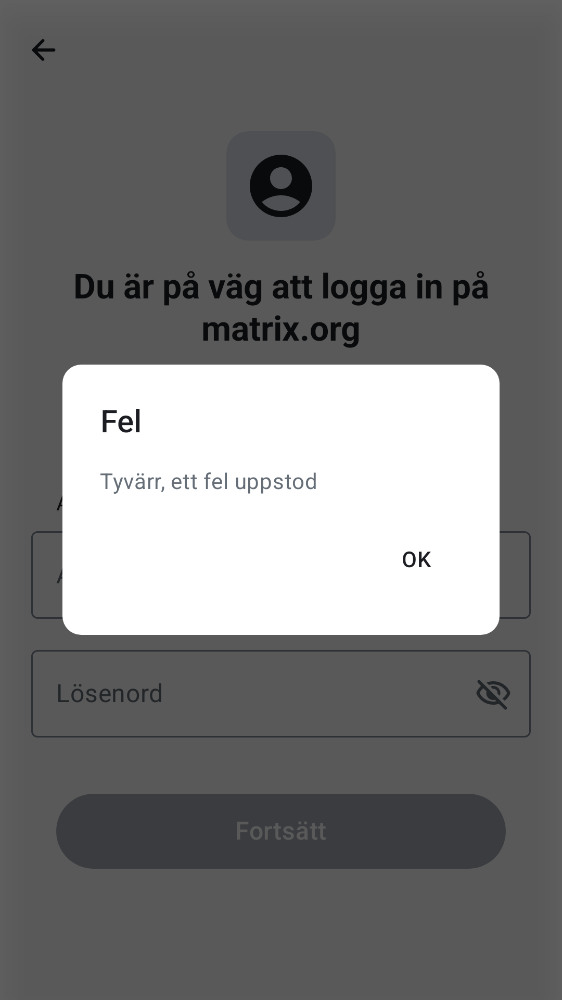 Du är på väg att logga in på
matrix.org
Fel
Tyvärr, ett fel uppstod
OK
Lösenord
Fortsätt